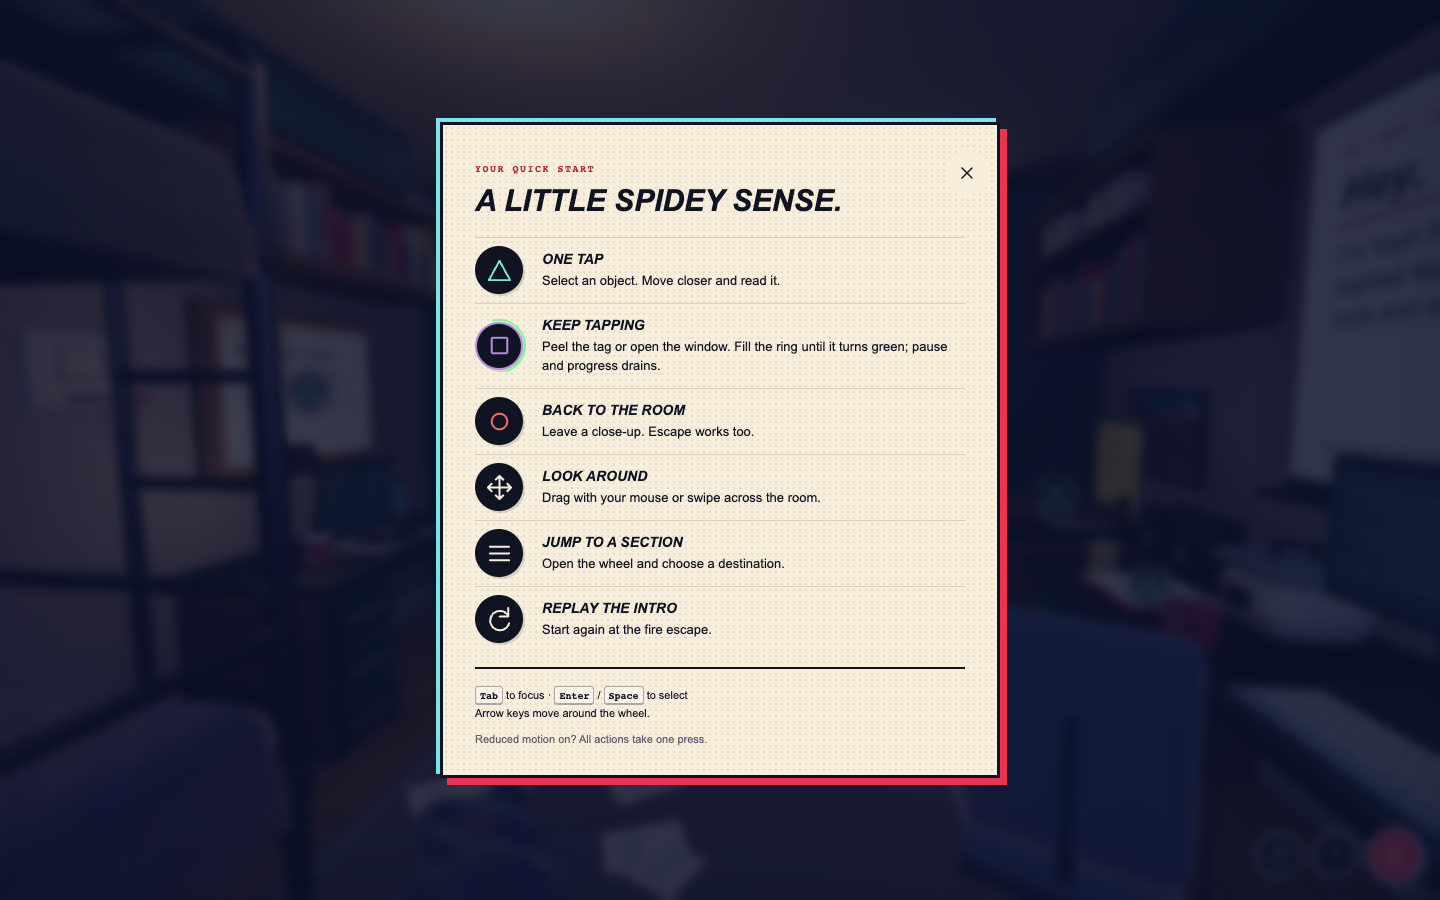 YOUR QUICK START
A LITTLE SPIDEY SENSE.
ONE TAP
Select an object. Move closer and read it.
KEEP TAPPING
Peel the tag or open the window. Fill the ring until it turns green; pause
and progress drains.
BACK TO THE ROOM
Leave a close-up. Escape works too.
LOOK AROUND
Drag with your mouse or swipe across the room.
JUMP TO A SECTION
Open the wheel and choose a destination.
REPLAY THE INTRO
Start again at the fire escape.
Tab to focus · Enter / Space to select
Arrow keys move around the wheel.
Reduced motion on? All actions take one press.
Hey,